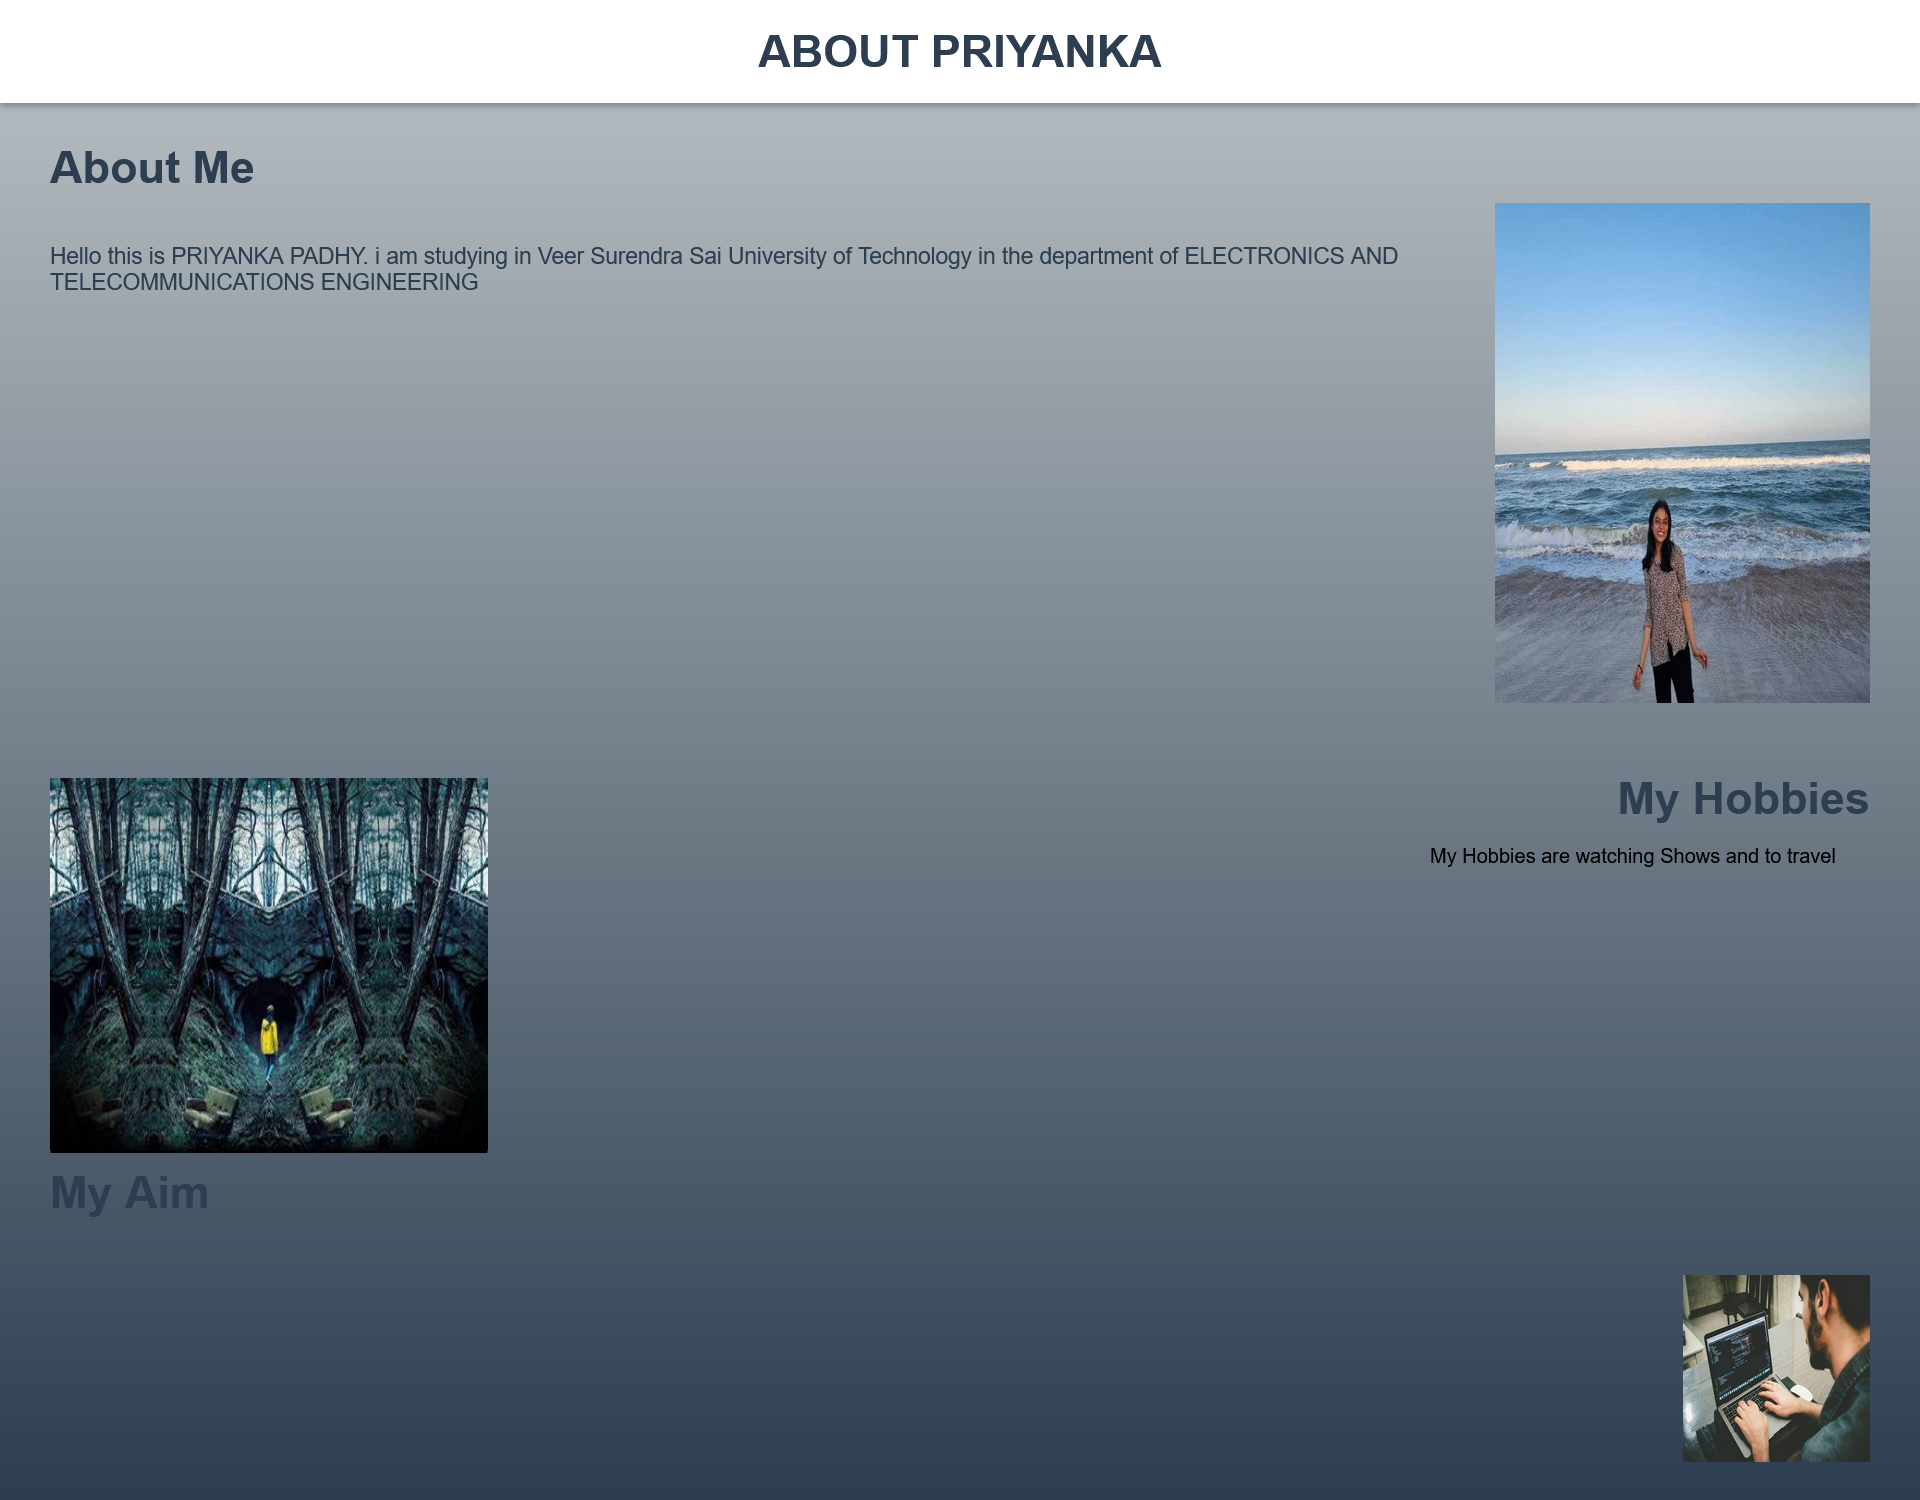 ABOUT PRIYANKA
About Me
Hello this is PRIYANKA PADHY. i am studying in Veer Surendra Sai University of Technology in the department of ELECTRONICS AND
TELECOMMUNICATIONS ENGINEERING
My Hobbies
My Hobbies are watching Shows and to travel
My Aim